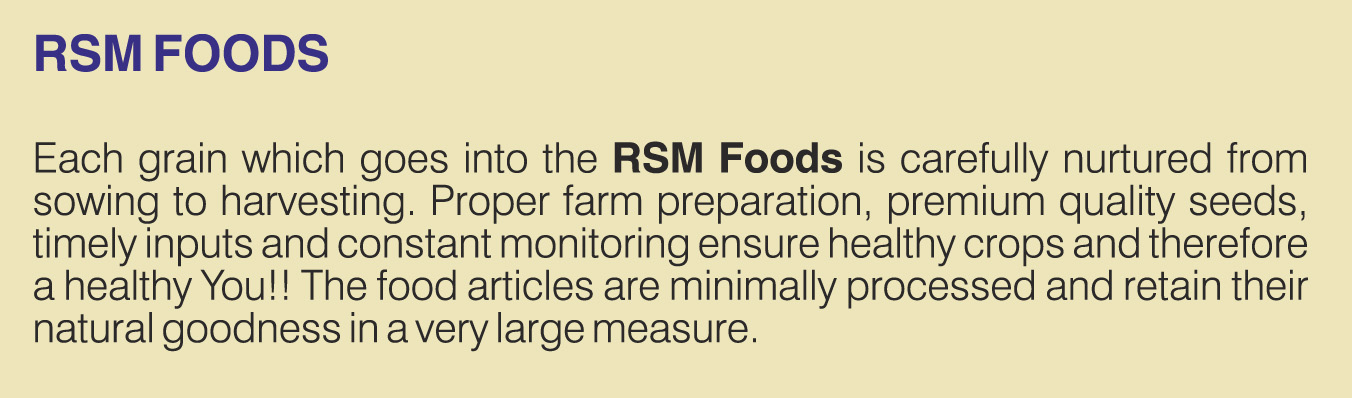 RSM FOODS
Each grain which goes into the RSM Foods is carefully nurtured from
sowing to harvesting. Proper farm preparation, premium quality seeds,
timely inputs and constant monitoring ensure healthy crops and therefore
a healthy You!! The food articles are minimally processed and retain their
natural goodness in a very large measure.